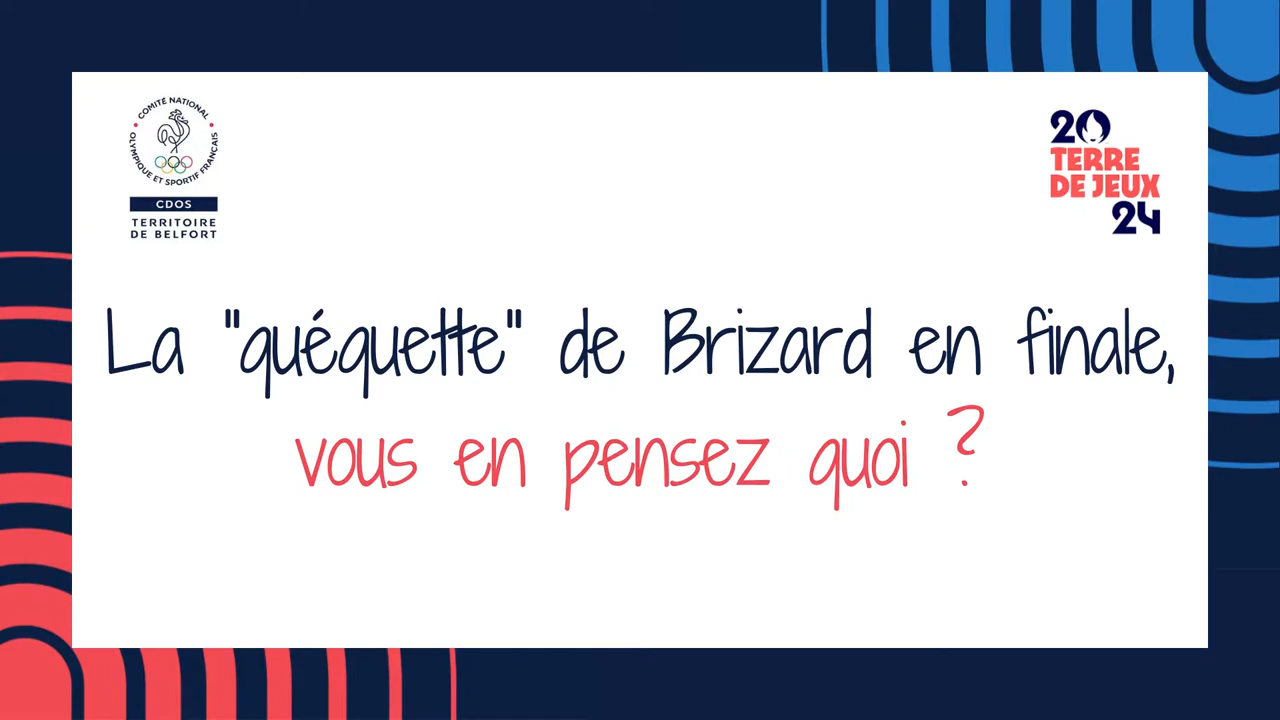 COMITÉ NATIONAL
OLYMPIQUE ET SPORTIF FRANÇAIS
CDOS
TERRITOIRE
DE BELFORT
20
TERRE
DE JEUX
24
La "quéquette" de Brizard en finale,
vous en pensez quoi ?